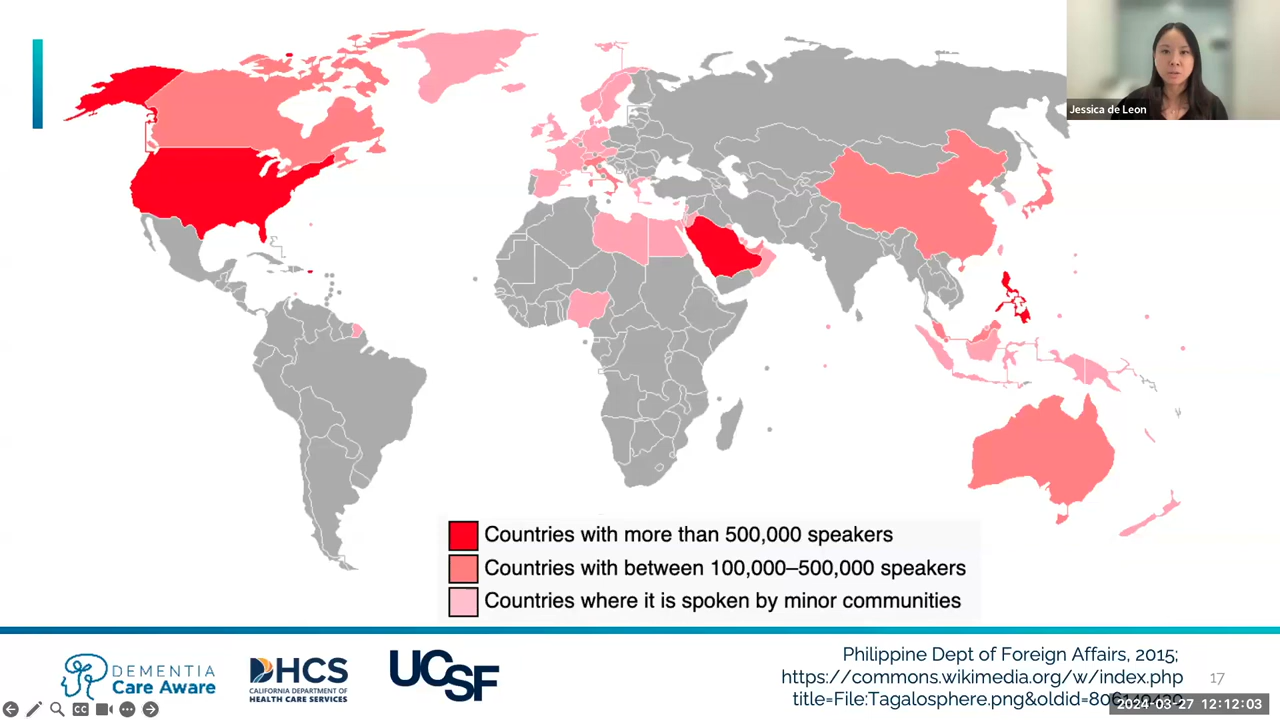 Jessica de Leon
Countries with more than 500,000 speakers
Countries with between 100,000–500,000 speakers
Countries where it is spoken by minor communities
DEMENTIA
Care Aware
DHCS
CALIFORNIA DEPARTMENT OF
HEALTH CARE SERVICES
UCSF
Philippine Dept of Foreign Affairs, 2015;
https://commons.wikimedia.org/w/index.php
title=File:Tagalosphere.png&oldid=
17
2024-03-27 12:12:03
CC